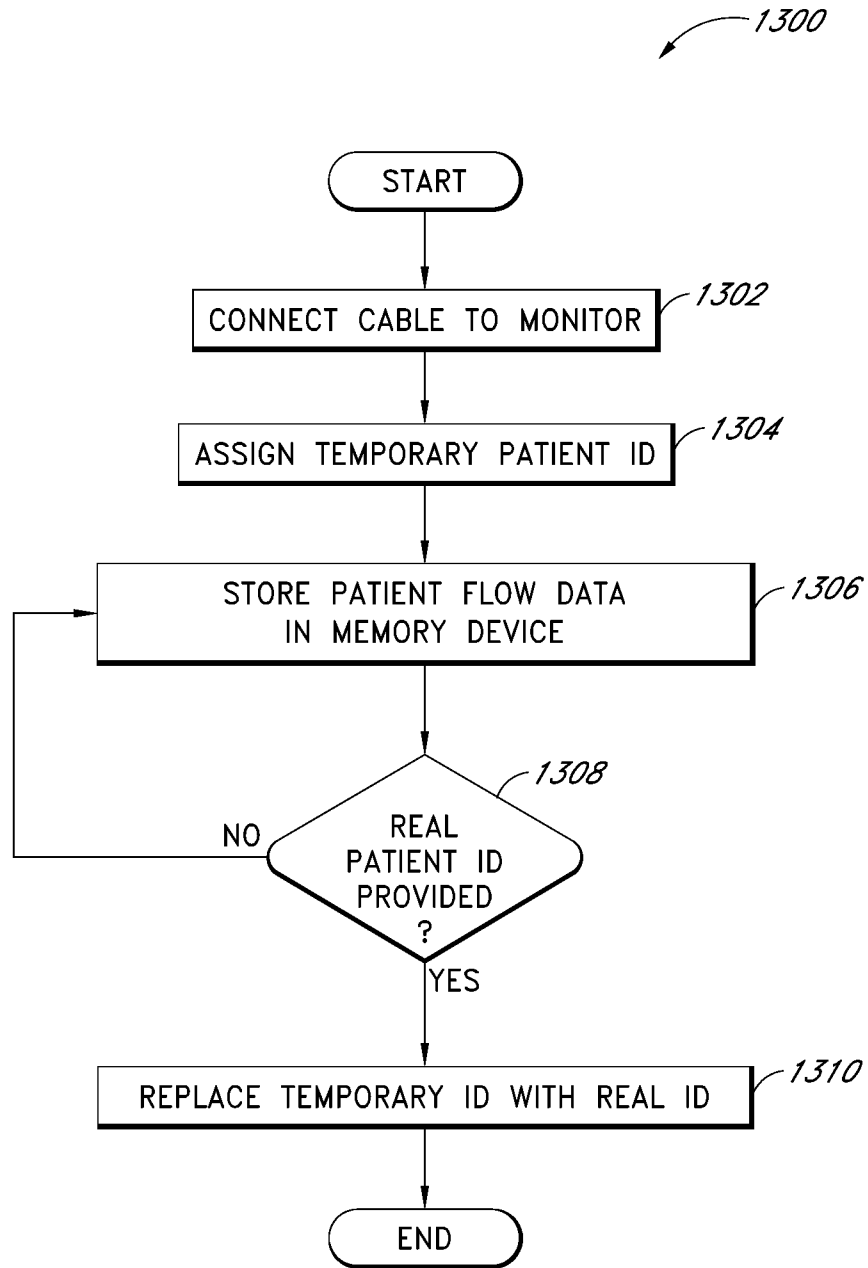 1300
START
CONNECT CABLE TO MONITOR
1302
ASSIGN TEMPORARY PATIENT ID
1304
STORE PATIENT FLOW DATA
IN MEMORY DEVICE
1306
1308
REAL
PATIENT ID
PROVIDED
?
NO
YES
REPLACE TEMPORARY ID WITH REAL ID
1310
END